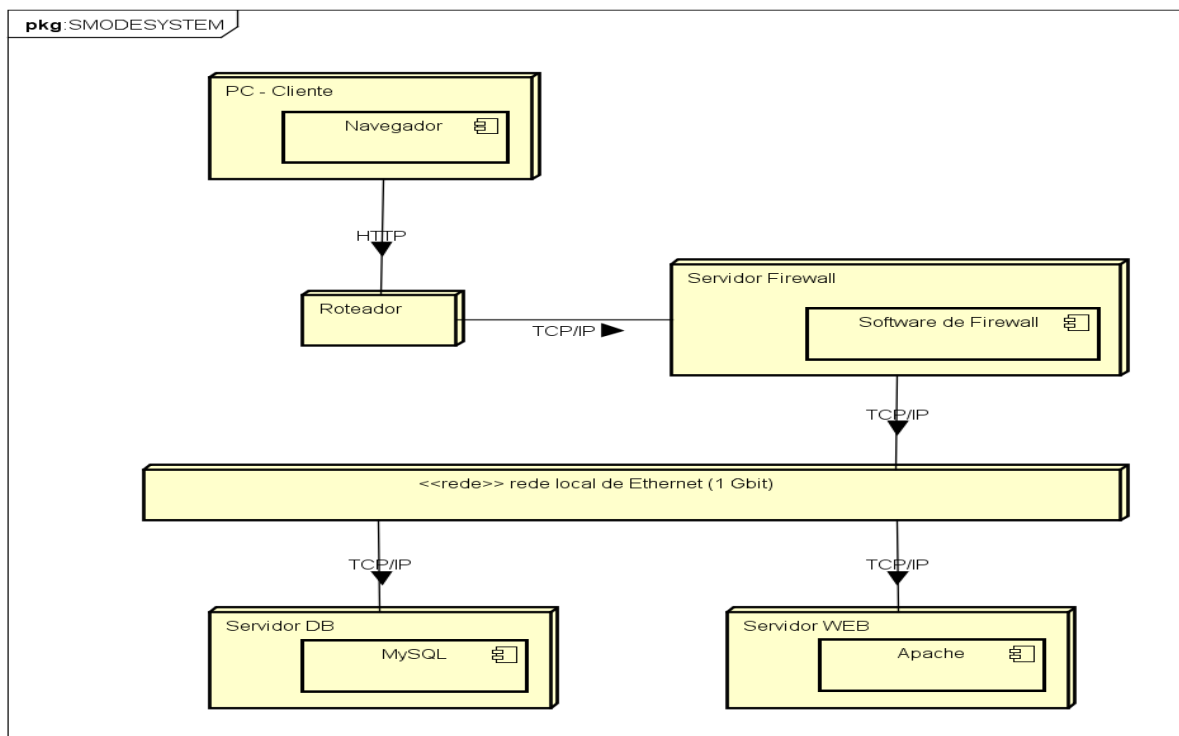 pkg:SMODESYSTEM
PC - Cliente
Navegador
HTTP
Roteador
TCP/IP
Servidor Firewall
Software de Firewall
TCP/IP
<<rede>> rede local de Ethernet (1 Gbit)
TCP/IP
TCP/IP
Servidor DB
MySQL
Servidor WEB
Apache